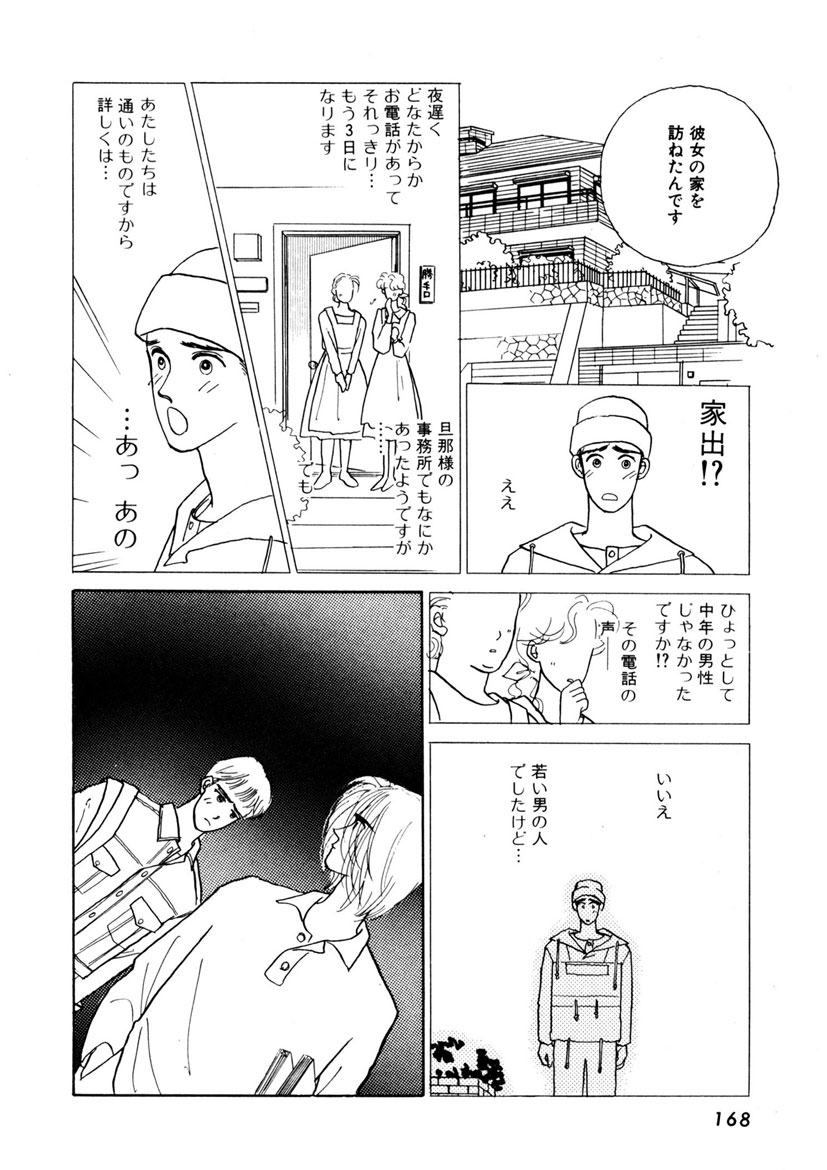 彼女の家を
訪ねたんです
家出!?
ええ
夜遅く
どなたからか
お電話があって
それっきり…
もう3日に
なります
勝手口
旦那様の
事務所でもなにか
あったようですが
……
でも
あたしたちは
通いのものですから
詳しくは…
…あっ あの
ひょっとして
中年の男性
じゃなかった
ですか!?
その電話の
声――
いいえ
若い男の人
でしたけど…
168